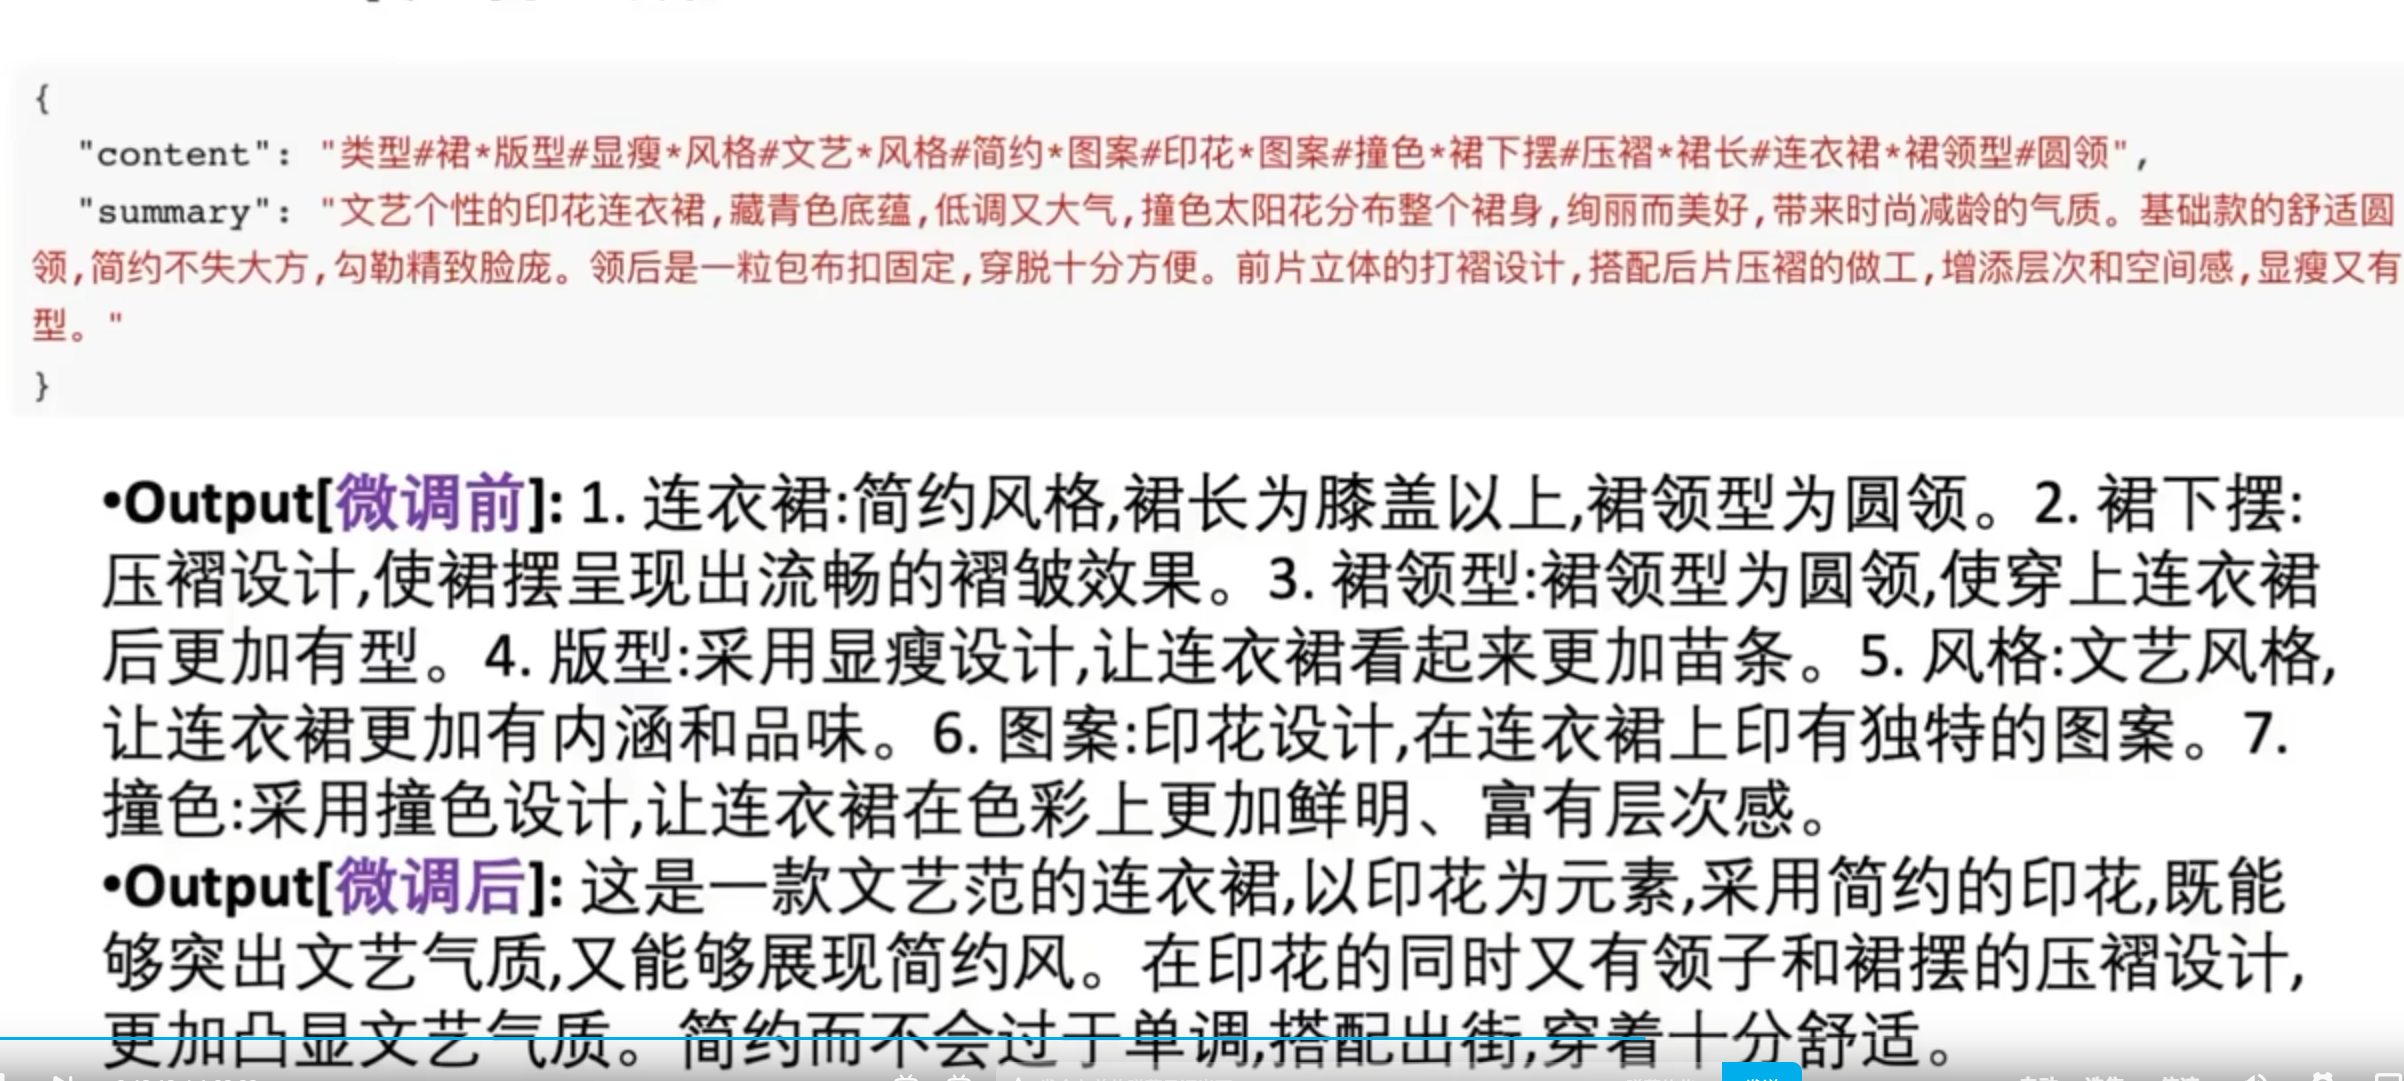 {
"content": "类型#裙*版型#显瘦*风格#文艺*风格#简约*图案#印花*图案#撞色*裙下摆#压褶*裙长#连衣裙*裙领型#圆领",
"summary": "文艺个性的印花连衣裙,藏青色底蕴,低调又大气,撞色太阳花分布整个裙身,绚丽而美好,带来时尚减龄的气质。基础款的舒适圆
领,简约不失大方,勾勒精致脸庞。领后是一粒包布扣固定,穿脱十分方便。前片立体的打褶设计,搭配后片压褶的做工,增添层次和空间感,显瘦又有
型。"
}
•Output[微调前]: 1. 连衣裙:简约风格,裙长为膝盖以上,裙领型为圆领。2. 裙下摆:
压褶设计,使裙摆呈现出流畅的褶皱效果。3. 裙领型:裙领型为圆领,使穿上连衣裙
后更加有型。4. 版型:采用显瘦设计,让连衣裙看起来更加苗条。5. 风格:文艺风格,
让连衣裙更加有内涵和品味。6. 图案:印花设计,在连衣裙上印有独特的图案。7.
撞色:采用撞色设计,让连衣裙在色彩上更加鲜明、富有层次感。
•Output[微调后]: 这是一款文艺范的连衣裙,以印花为元素,采用简约的印花,既能
够突出文艺气质,又能够展现简约风。在印花的同时又有领子和裙摆的压褶设计,
更加凸显文艺气质。简约而不会过于单调,搭配出街,穿着十分舒适。